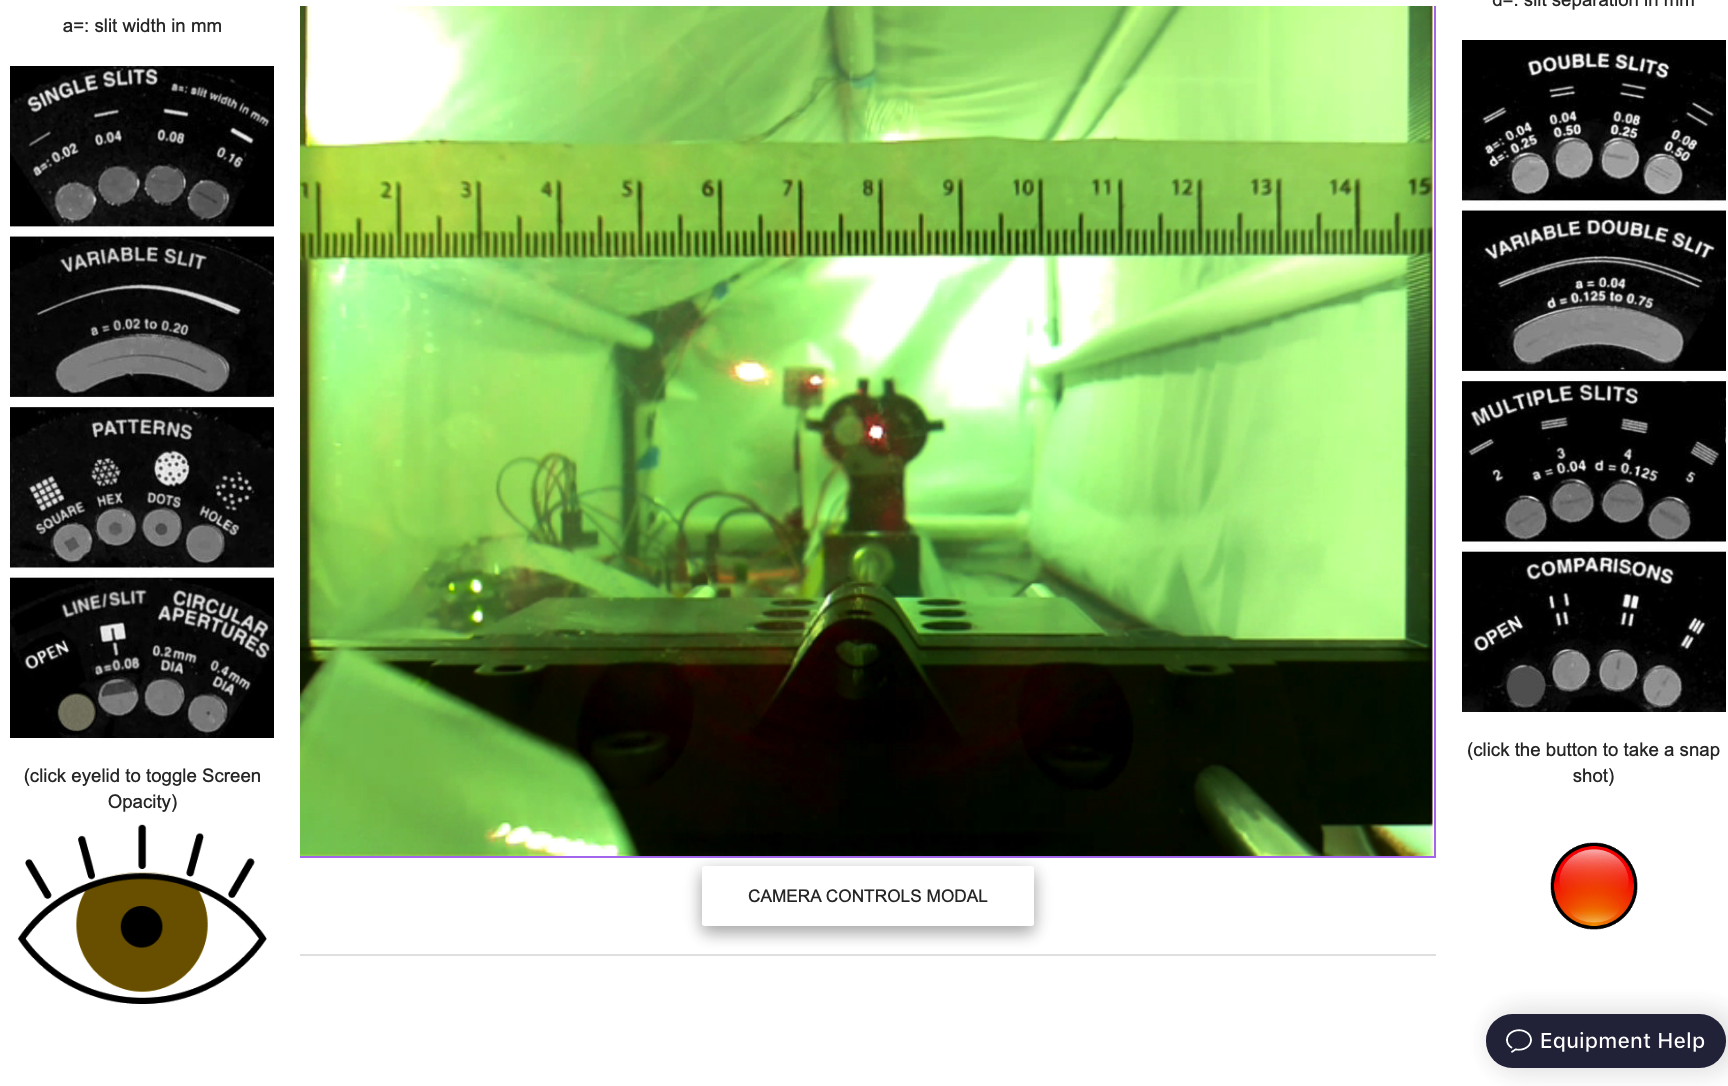 a=: slit width in mm
SINGLE SLITS
a=: slit width in mm
a=: 0.02
0.04
0.08
0.16
VARIABLE SLIT
a = 0.02 to 0.20
PATTERNS
SQUARE
HEX
DOTS
HOLES
LINE/SLIT
CIRCULAR
APERTURES
OPEN
a=0.08
0.2mm
DIA
0.4mm
DIA
(click eyelid to toggle Screen
Opacity)
1 2 3 4 5 6 7 8 9 10 11 12 13 14 15
CAMERA CONTROLS MODAL
d=: slit separation in mm
DOUBLE SLITS
a=: 0.04
d=: 0.25
0.04
0.50
0.08
0.25
0.08
0.50
VARIABLE DOUBLE SLIT
a = 0.04
d = 0.125 to 0.75
MULTIPLE SLITS
2
3
4
5
a = 0.04 d = 0.125
COMPARISONS
OPEN
(click the button to take a snap
shot)
Equipment Help